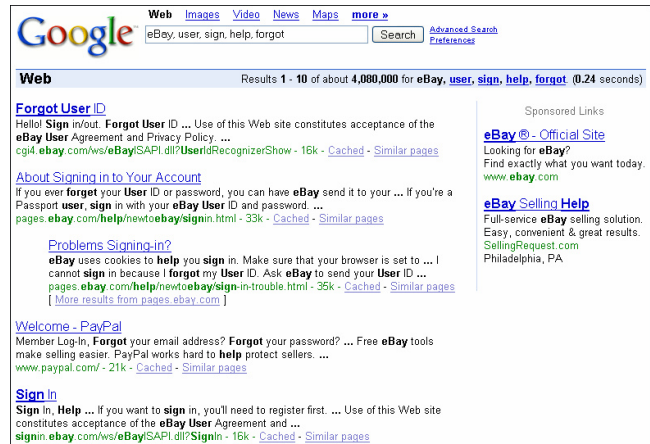 Google™
Web Images Video News Maps more »
eBay, user, sign, help, forgot
Search
Advanced Search
Preferences
Web
Results 1 - 10 of about 4,080,000 for eBay, user, sign, help, forgot. (0.24 seconds)
Forgot User ID
Hello! Sign in/out. Forgot User ID ... Use of this Web site constitutes acceptance of the
eBay User Agreement and Privacy Policy. ...
cgi4.ebay.com/ws/eBayISAPI.dll?UserIdRecognizerShow - 16k - Cached - Similar pages
About Signing in to Your Account
If you ever forget your User ID or password, you can have eBay send it to your ... If you're a
Passport user, sign in with your eBay User ID and password. ...
pages.ebay.com/help/newtoebay/signin.html - 33k - Cached - Similar pages
Problems Signing-in?
eBay uses cookies to help you sign in. Make sure that your browser is set to ... I
cannot sign in because I forgot my User ID. Ask eBay to send your User ID ...
pages.ebay.com/help/newtoebay/sign-in-trouble.html - 35k - Cached - Similar pages
[ More results from pages.ebay.com ]
Welcome - PayPal
Member Log-In, Forgot your email address? Forgot your password? ... Free eBay tools
make selling easier. PayPal works hard to help protect sellers. ...
www.paypal.com/ - 21k - Cached - Similar pages
Sign In
Sign In, Help ... If you want to sign in, you'll need to register first. ... Use of this Web site
constitutes acceptance of the eBay User Agreement and ...
signin.ebay.com/ws/eBayISAPI.dll?SignIn - 16k - Cached - Similar pages
Sponsored Links
eBay ® - Official Site
Looking for eBay?
Find exactly what you want today.
www.ebay.com
eBay Selling Help
Full-service eBay selling solution.
Easy, convenient & great results.
SellingRequest.com
Philadelphia, PA